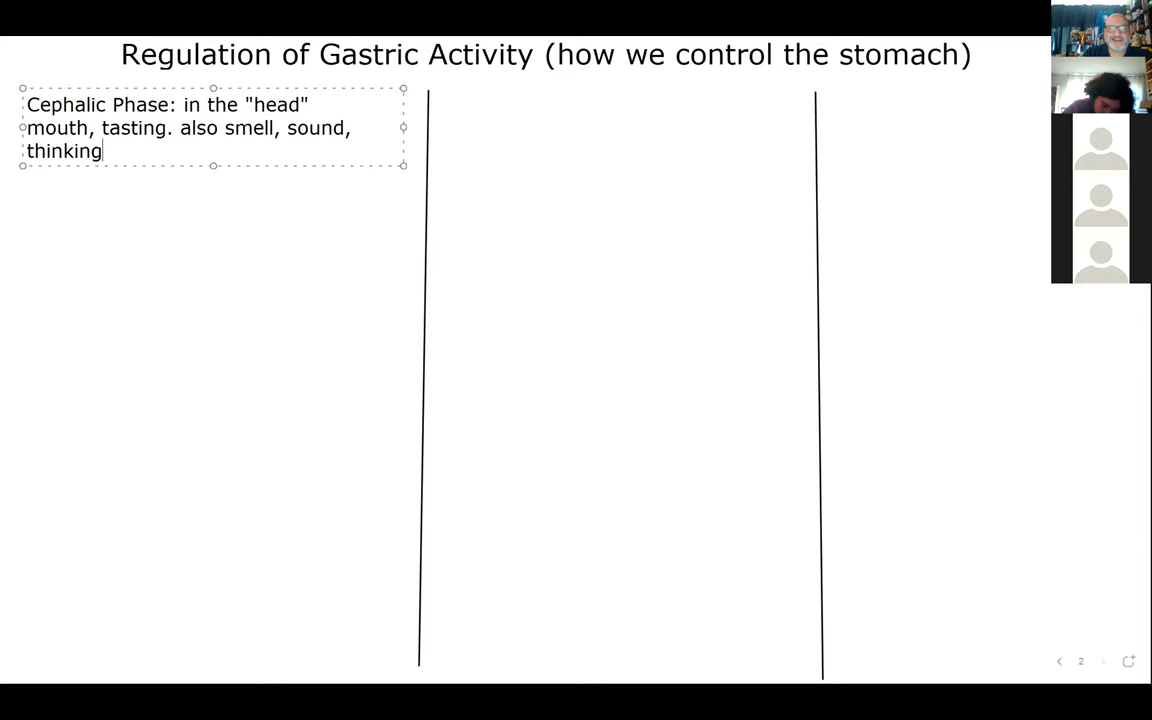 Regulation of Gastric Activity (how we control the stomach)
Cephalic Phase: in the "head"
mouth, tasting. also smell, sound,
thinking
2